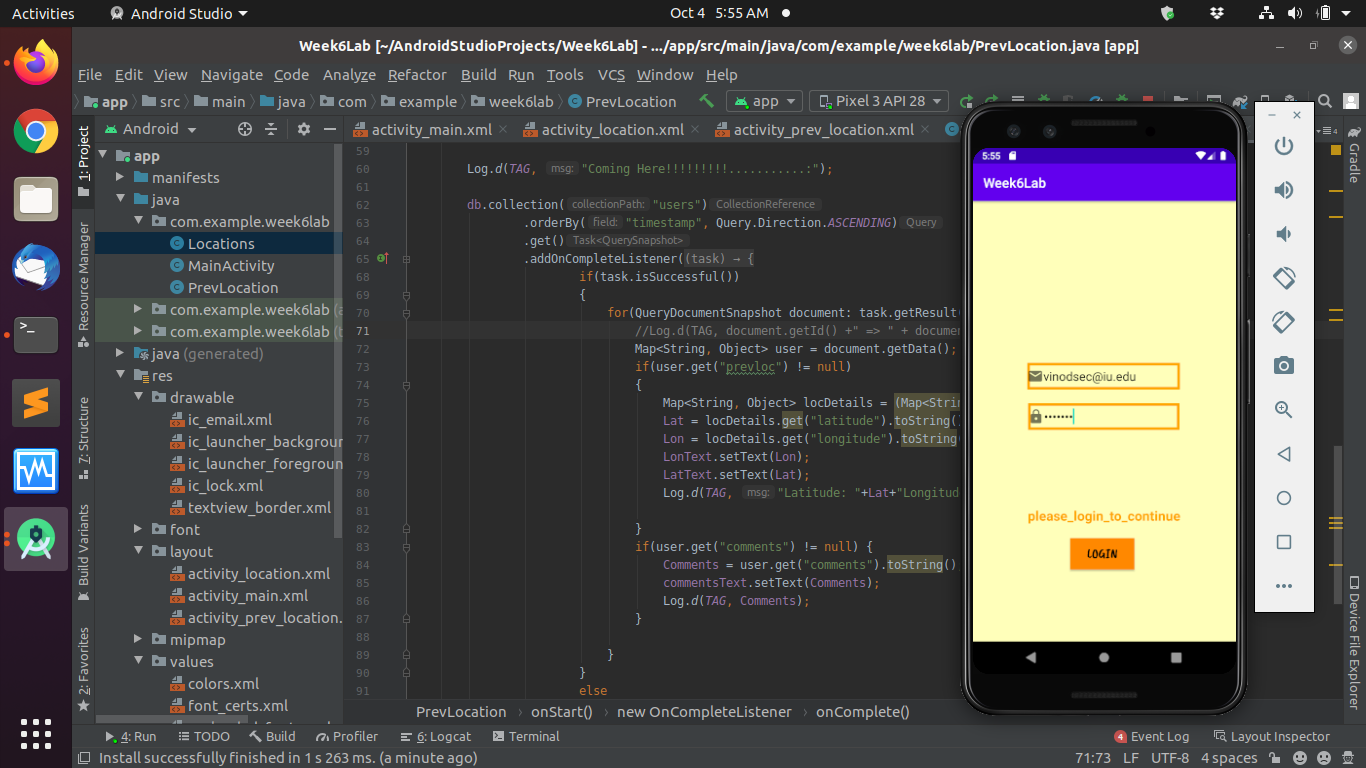 Activities Android Studio Oct 4 5:55 AM
Week6Lab [~/AndroidStudioProjects/Week6Lab] - .../app/src/main/java/com/example/week6lab/PrevLocation.java [app]
File Edit View Navigate Code Analyze Refactor Build Run Tools VCS Window Help
app src main java com example week6lab PrevLocation app Pixel 3 API 28
Android activity_main.xml activity_location.xml activity_prev_location.xml
1: Project
Resource Manager
7: Structure
Build Variants
2: Favorites
app
manifests
java
com.example.week6lab
Locations
MainActivity
PrevLocation
com.example.week6lab
com.example.week6lab
java (generated)
res
drawable
ic_email.xml
ic_launcher_backgroun
ic_launcher_foregroun
ic_lock.xml
textview_border.xml
font
layout
activity_location.xml
activity_main.xml
activity_prev_location.
mipmap
values
colors.xml
font_certs.xml
59
60 Log.d(TAG, msg: "Coming Here!!!!!!!!!...........:");
61
62 db.collection( collectionPath: "users") CollectionReference
63 .orderBy( field: "timestamp", Query.Direction.ASCENDING) Query
64 .get() Task<QuerySnapshot>
65 .addOnCompleteListener((task) → {
68 if(task.isSuccessful())
69 {
70 for(QueryDocumentSnapshot document: task.getResult(
71 //Log.d(TAG, document.getId() +" => " + docume
72 Map<String, Object> user = document.getData();
73 if(user.get("prevloc") != null)
74 {
75 Map<String, Object> locDetails = (Map<Strin
76 Lat = locDetails.get("latitude").toString()
77 Lon = locDetails.get("longitude").toString
78 LonText.setText(Lon);
79 LatText.setText(Lat);
80 Log.d(TAG, msg: "Latitude: "+Lat+"Longitud
81
82 }
83 if(user.get("comments") != null) {
84 Comments = user.get("comments").toString()
85 commentsText.setText(Comments);
86 Log.d(TAG, Comments);
87 }
88
89 }
90 }
91 else
PrevLocation onStart() new OnCompleteListener onComplete()
5:55
Week6Lab
vinodsec@iu.edu
please_login_to_continue
LOGIN
4
Gradle
Device File Explorer
4: Run TODO Build Profiler 6: Logcat Terminal 4 Event Log Layout Inspector
Install successfully finished in 1 s 263 ms. (a minute ago) 71:73 LF UTF-8 4 spaces